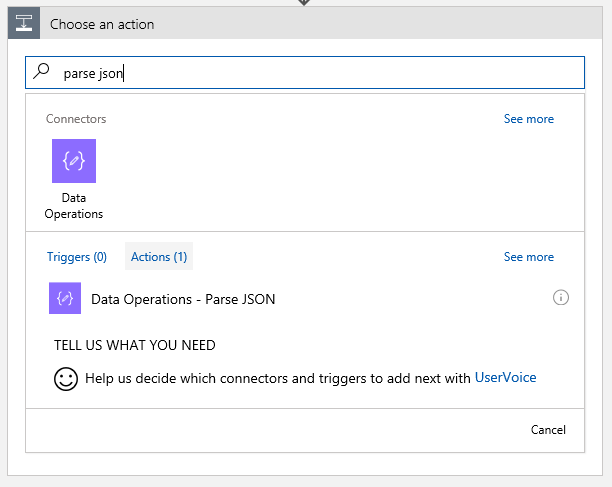 Choose an action
parse json
Connectors
See more
Data
Operations
Triggers (0) Actions (1) See more
Data Operations - Parse JSON
TELL US WHAT YOU NEED
Help us decide which connectors and triggers to add next with UserVoice
Cancel